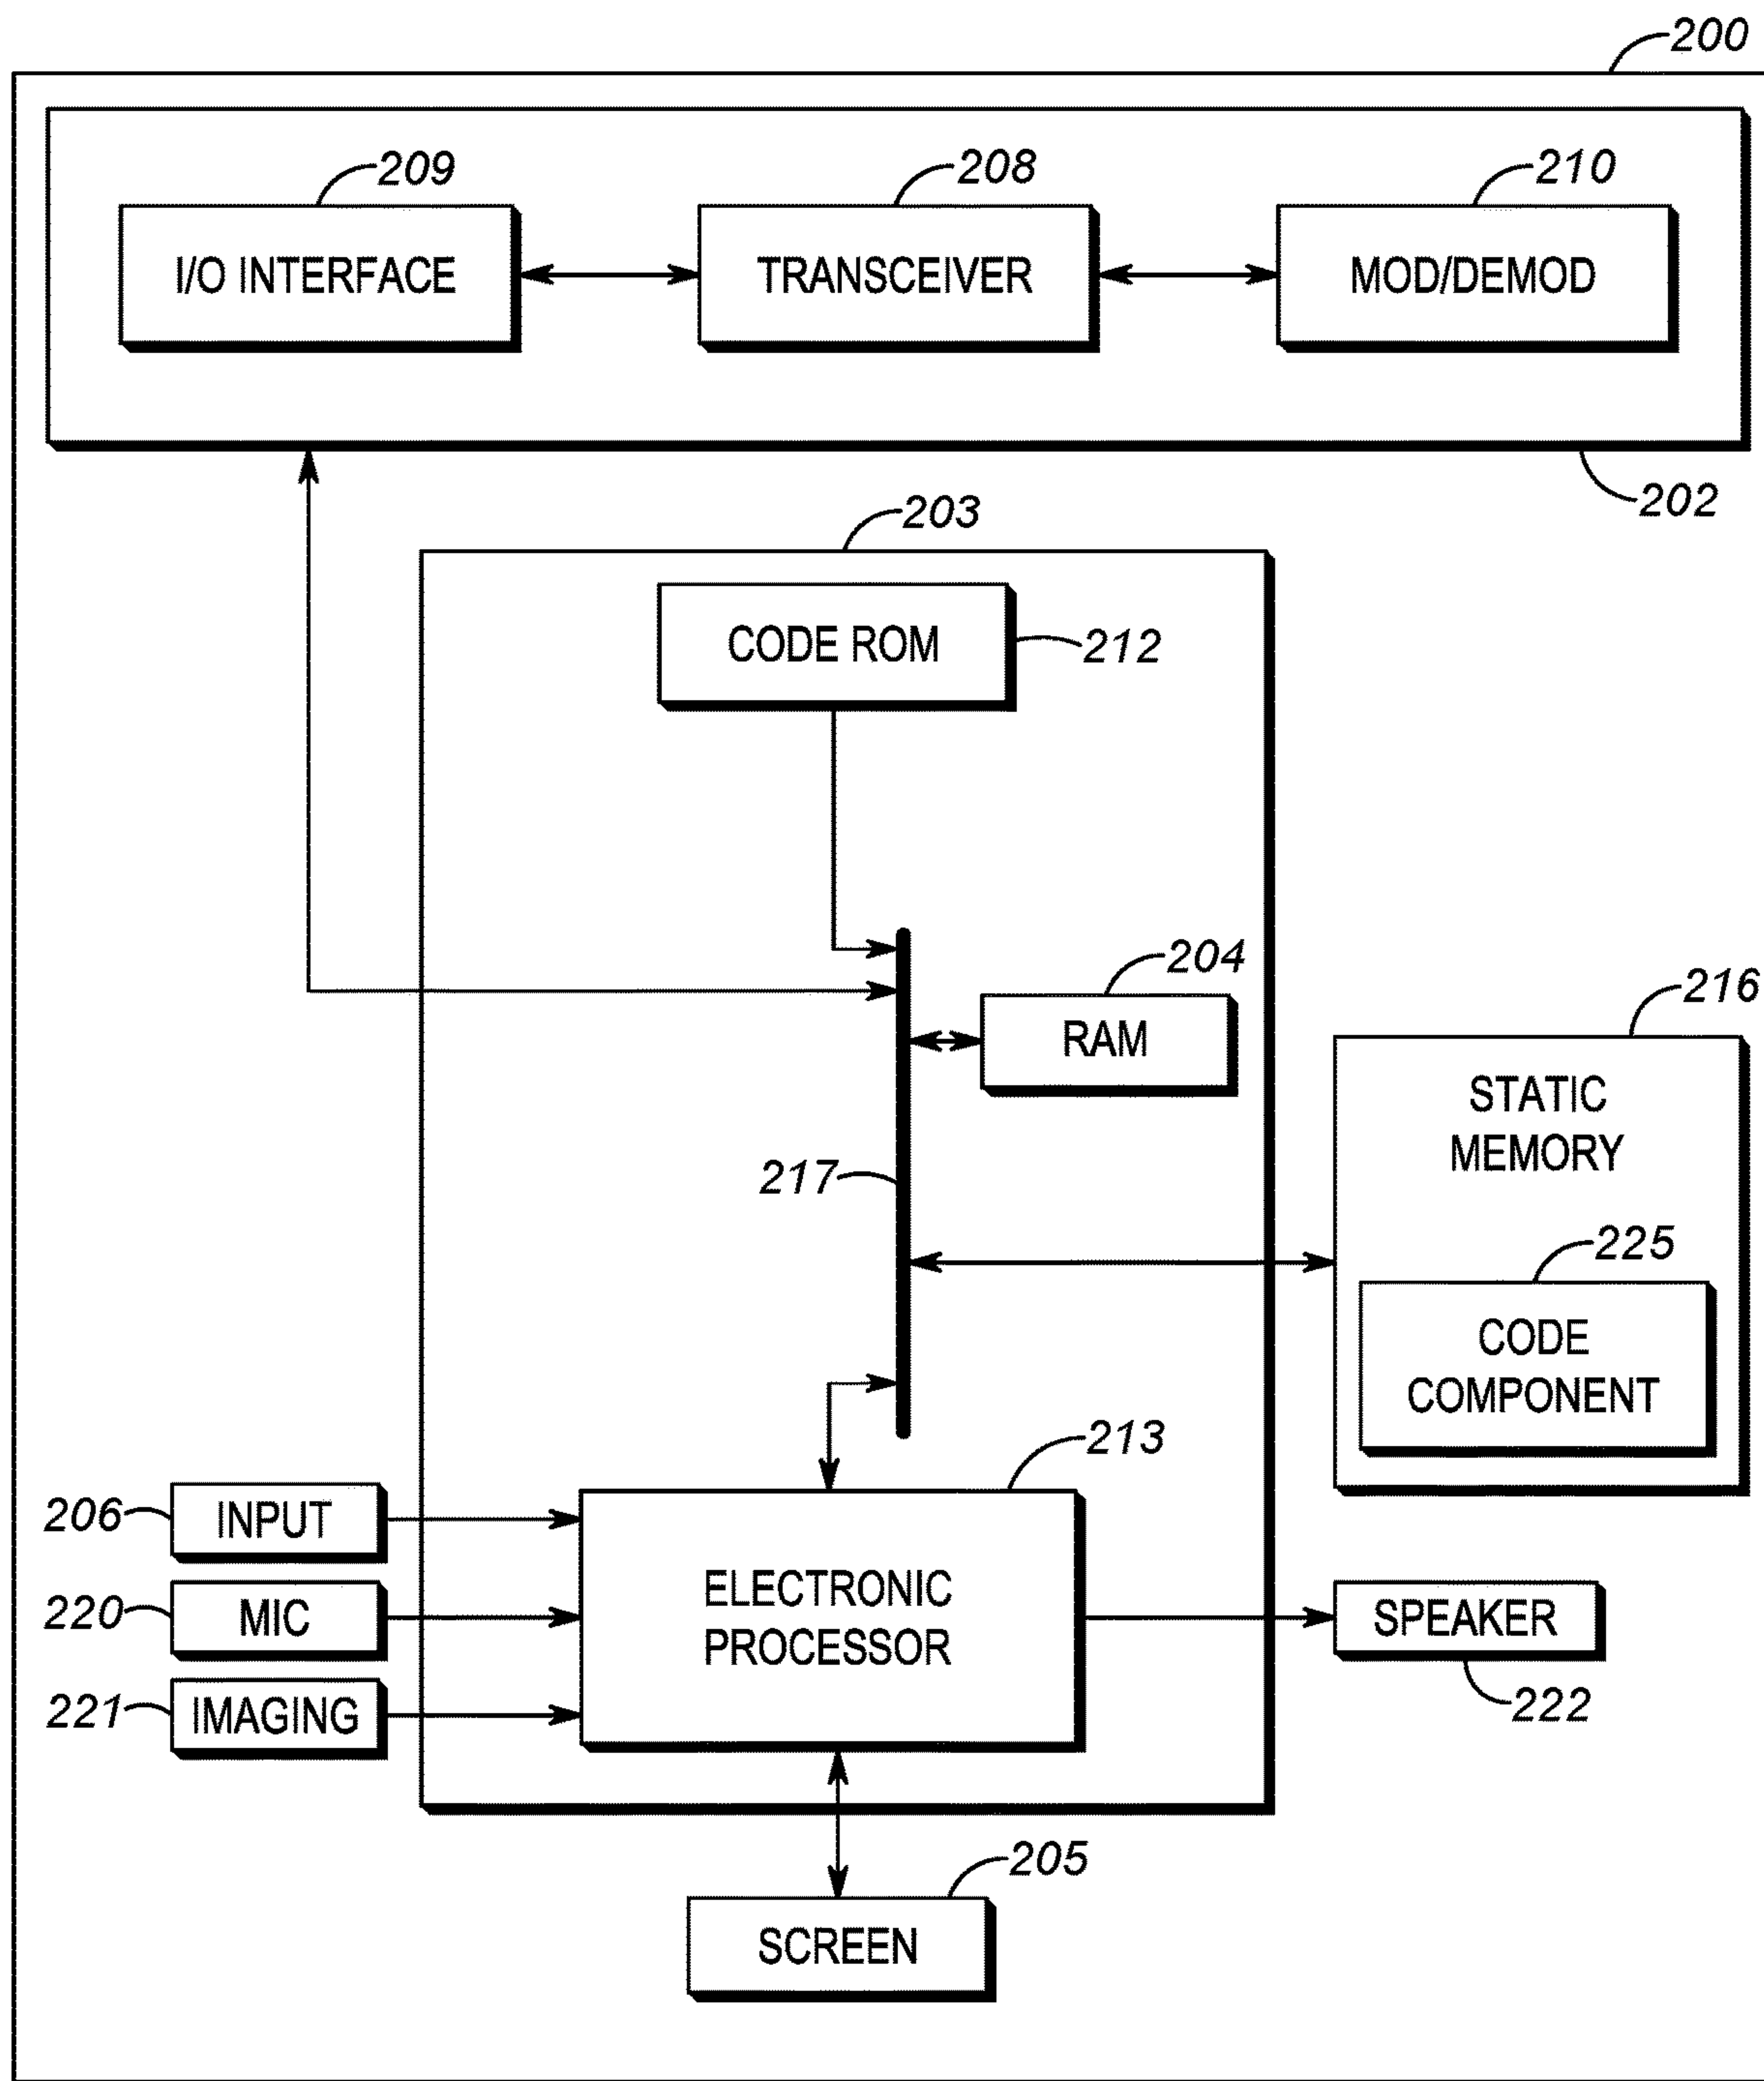 200
209
208
210
I/O INTERFACE
TRANSCEIVER
MOD/DEMOD
202
203
CODE ROM
212
204
RAM
216
STATIC
MEMORY
217
225
CODE
COMPONENT
213
206
INPUT
220
MIC
221
IMAGING
ELECTRONIC
PROCESSOR
SPEAKER
222
205
SCREEN